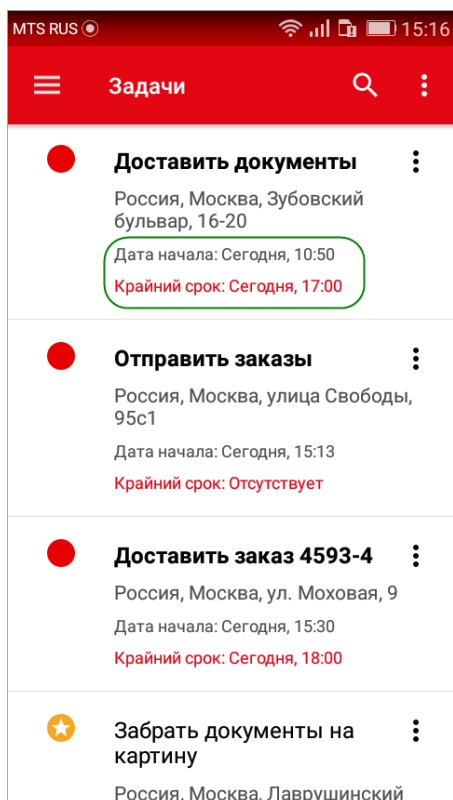 MTS RUS 15:16
Задачи
Доставить документы
Россия, Москва, Зубовский
бульвар, 16-20
Дата начала: Сегодня, 10:50
Крайний срок: Сегодня, 17:00
Отправить заказы
Россия, Москва, улица Свободы,
95с1
Дата начала: Сегодня, 15:13
Крайний срок: Отсутствует
Доставить заказ 4593-4
Россия, Москва, ул. Моховая, 9
Дата начала: Сегодня, 15:30
Крайний срок: Сегодня, 18:00
Забрать документы на
картину
Россия, Москва, Лаврушинский